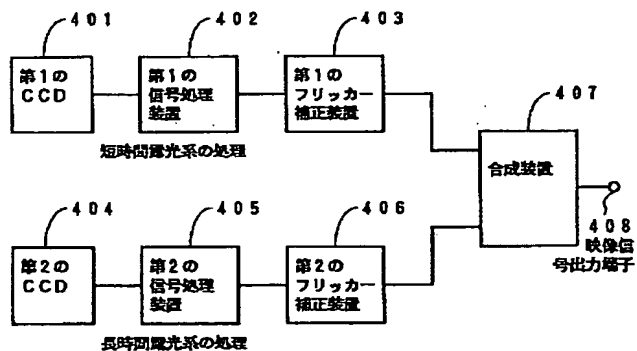 401
402
403
第1の
CCD
第1の
信号処理
装置
第1の
フリッカー
補正装置
407
短時間露光系の処理
合成装置
404
405
406
408
映像信
号出力端子
第2の
CCD
第2の
信号処理
装置
第2の
フリッカー
補正装置
長時間露光系の処理